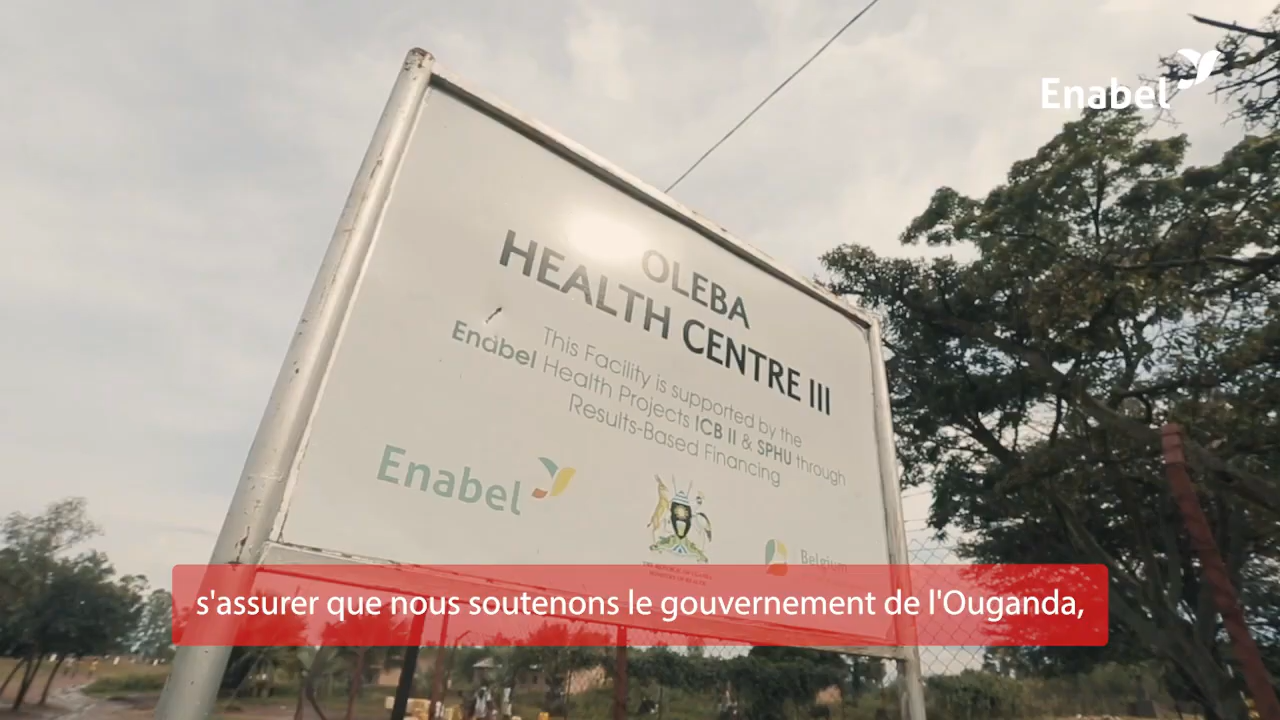 Enabel
OLEBA
HEALTH CENTRE III
This Facility is supported by the
Enabel Health Projects ICB II & SPHU through
Results-Based Financing
Enabel
Belgium
s'assurer que nous soutenons le gouvernement de l'Ouganda,